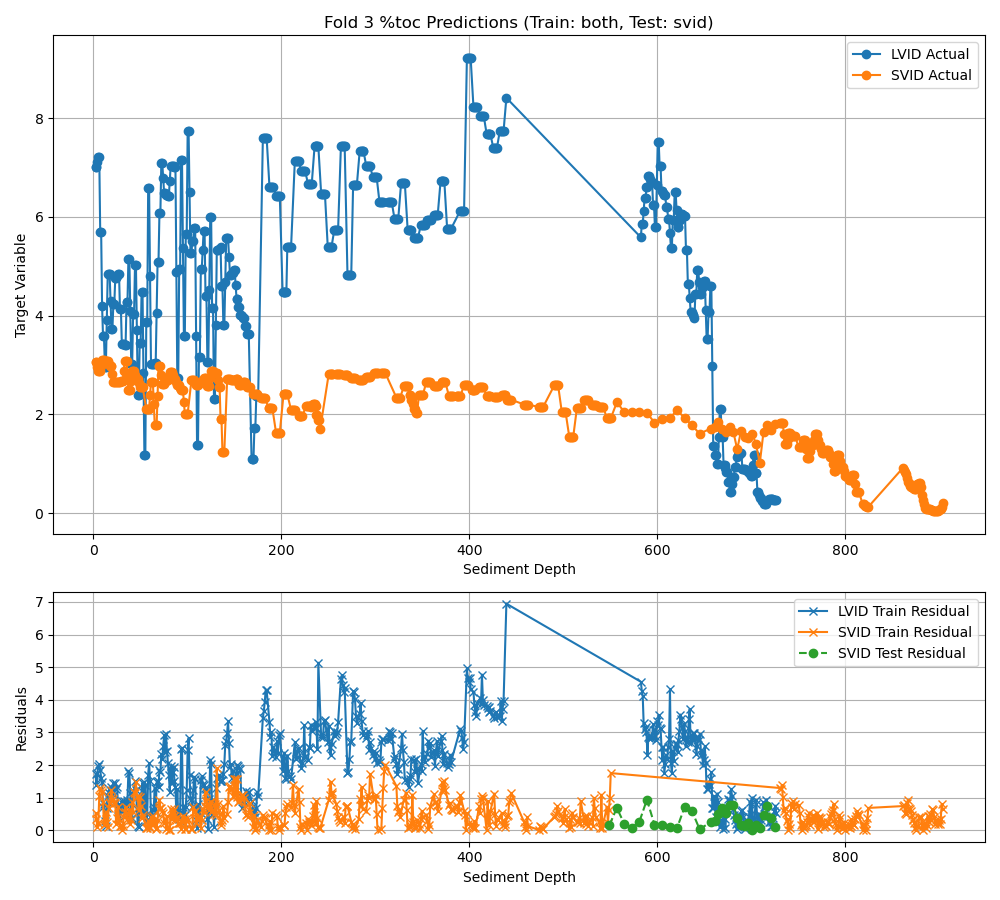 Fold 3 %toc Predictions (Train: both, Test: svid)
LVID Actual
SVID Actual
Target Variable
8
6
4
2
0
0 200 400 600 800
Sediment Depth
LVID Train Residual
SVID Train Residual
SVID Test Residual
Residuals
7
6
5
4
3
2
1
0
0 200 400 600 800
Sediment Depth